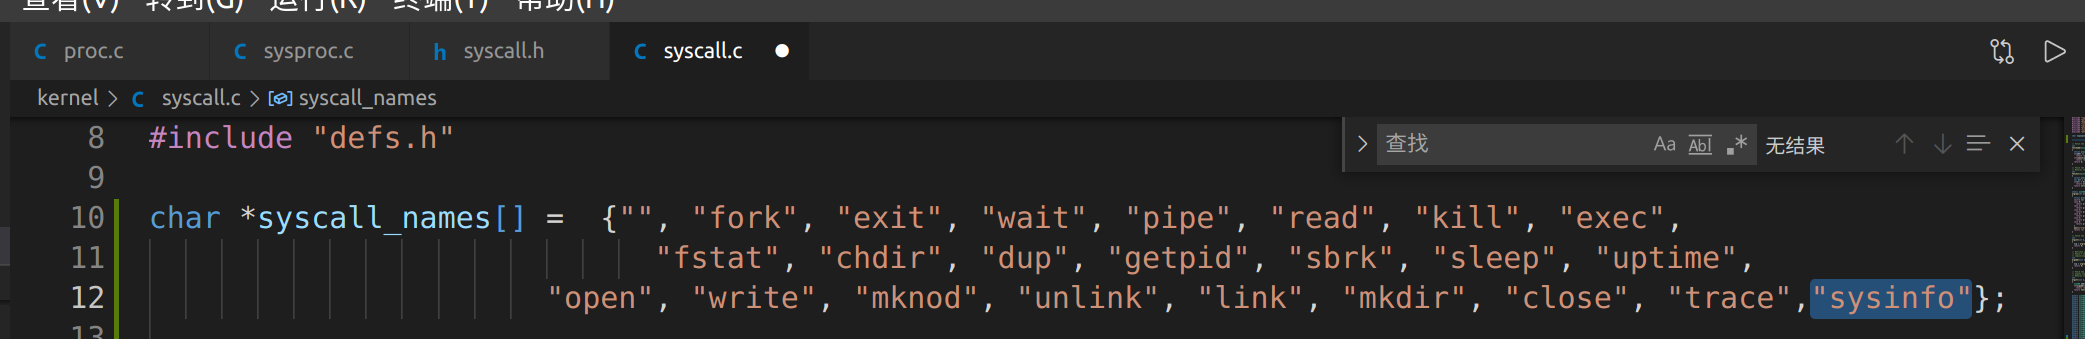 查看(V) 转到(G) 运行(R) 终端(T) 帮助(H)
C proc.c C sysproc.c h syscall.h C syscall.c
kernel > C syscall.c > syscall_names
查找 Aa Abl .* 无结果
8 #include "defs.h"
9
10 char *syscall_names[] = {"", "fork", "exit", "wait", "pipe", "read", "kill", "exec",
11 "fstat", "chdir", "dup", "getpid", "sbrk", "sleep", "uptime",
12 "open", "write", "mknod", "unlink", "link", "mkdir", "close", "trace","sysinfo"};
13